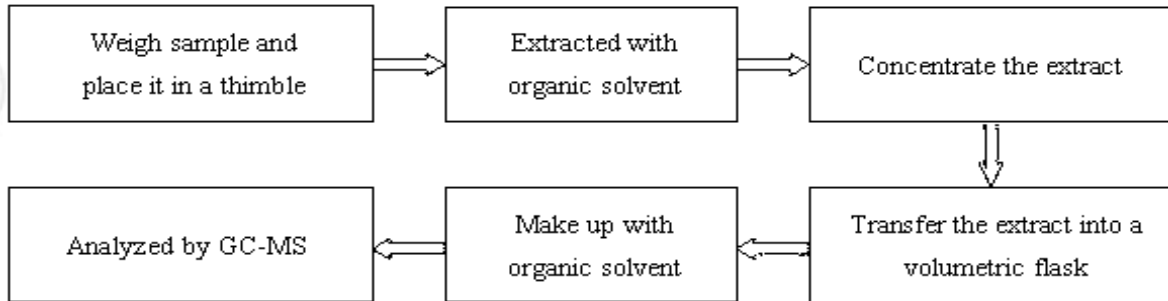 Weigh sample and
place it in a thimble
Extracted with
organic solvent
Concentrate the extract
Transfer the extract into a
volumetric flask
Make up with
organic solvent
Analyzed by GC-MS